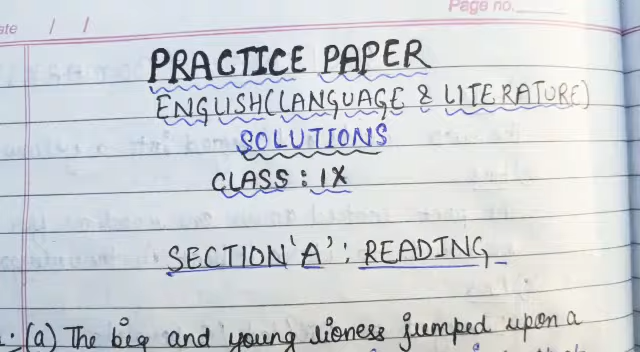 ate / / Page no.
PRACTICE PAPER
ENGLISH(LANGUAGE & LITERATURE)
SOLUTIONS
CLASS : IX
SECTION 'A' : READING
(a) The big and young lioness jumped upon a